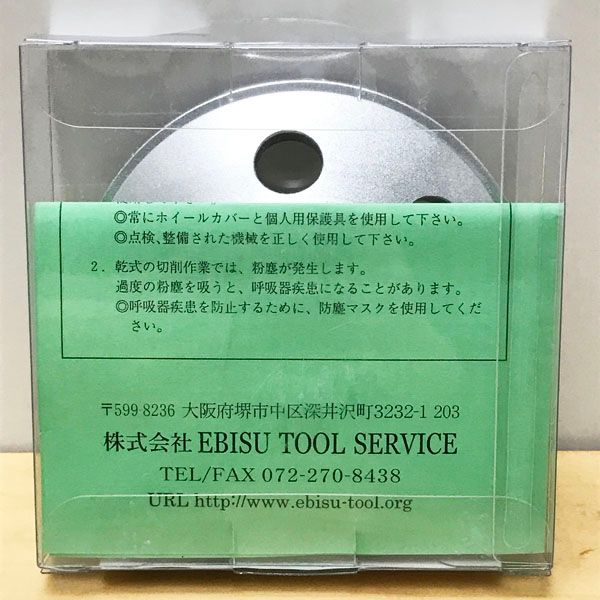 ◎常にホイールカバーと個人用保護具を使用して下さい。
◎点検、整備された機械を正しく使用して下さい。
2．乾式の切削作業では、粉塵が発生します。
過度の粉塵を吸うと、呼吸器疾患になることがあります。
◎呼吸器疾患を防止するために、防塵マスクを使用してくだ
さい。
〒599-8236 大阪府堺市中区深井沢町3232-1 203
株式会社 EBISU TOOL SERVICE
TEL/FAX 072-270-8438
URL http://www.ebisu-tool.org